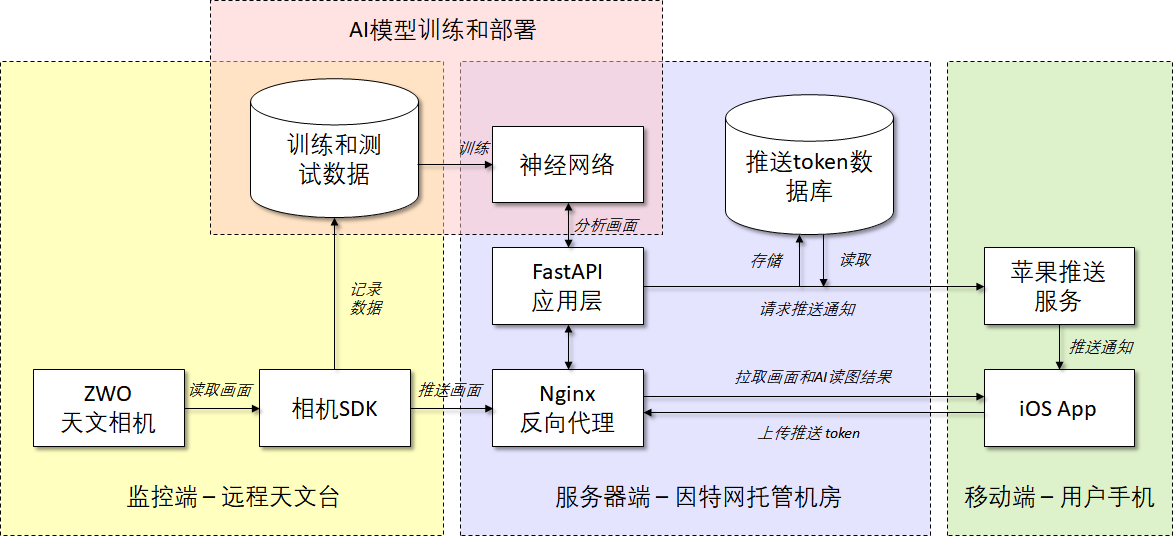 AI模型训练和部署
训练和测
试数据
训练
神经网络
推送token数
据库
分析画面
存储
读取
FastAPI
应用层
苹果推送
服务
记录
数据
请求推送通知
推送通知
ZWO
天文相机
读取画面
相机SDK
推送画面
Nginx
反向代理
拉取画面和AI读图结果
上传推送 token
iOS App
监控端 – 远程天文台
服务器端 – 因特网托管机房
移动端 – 用户手机